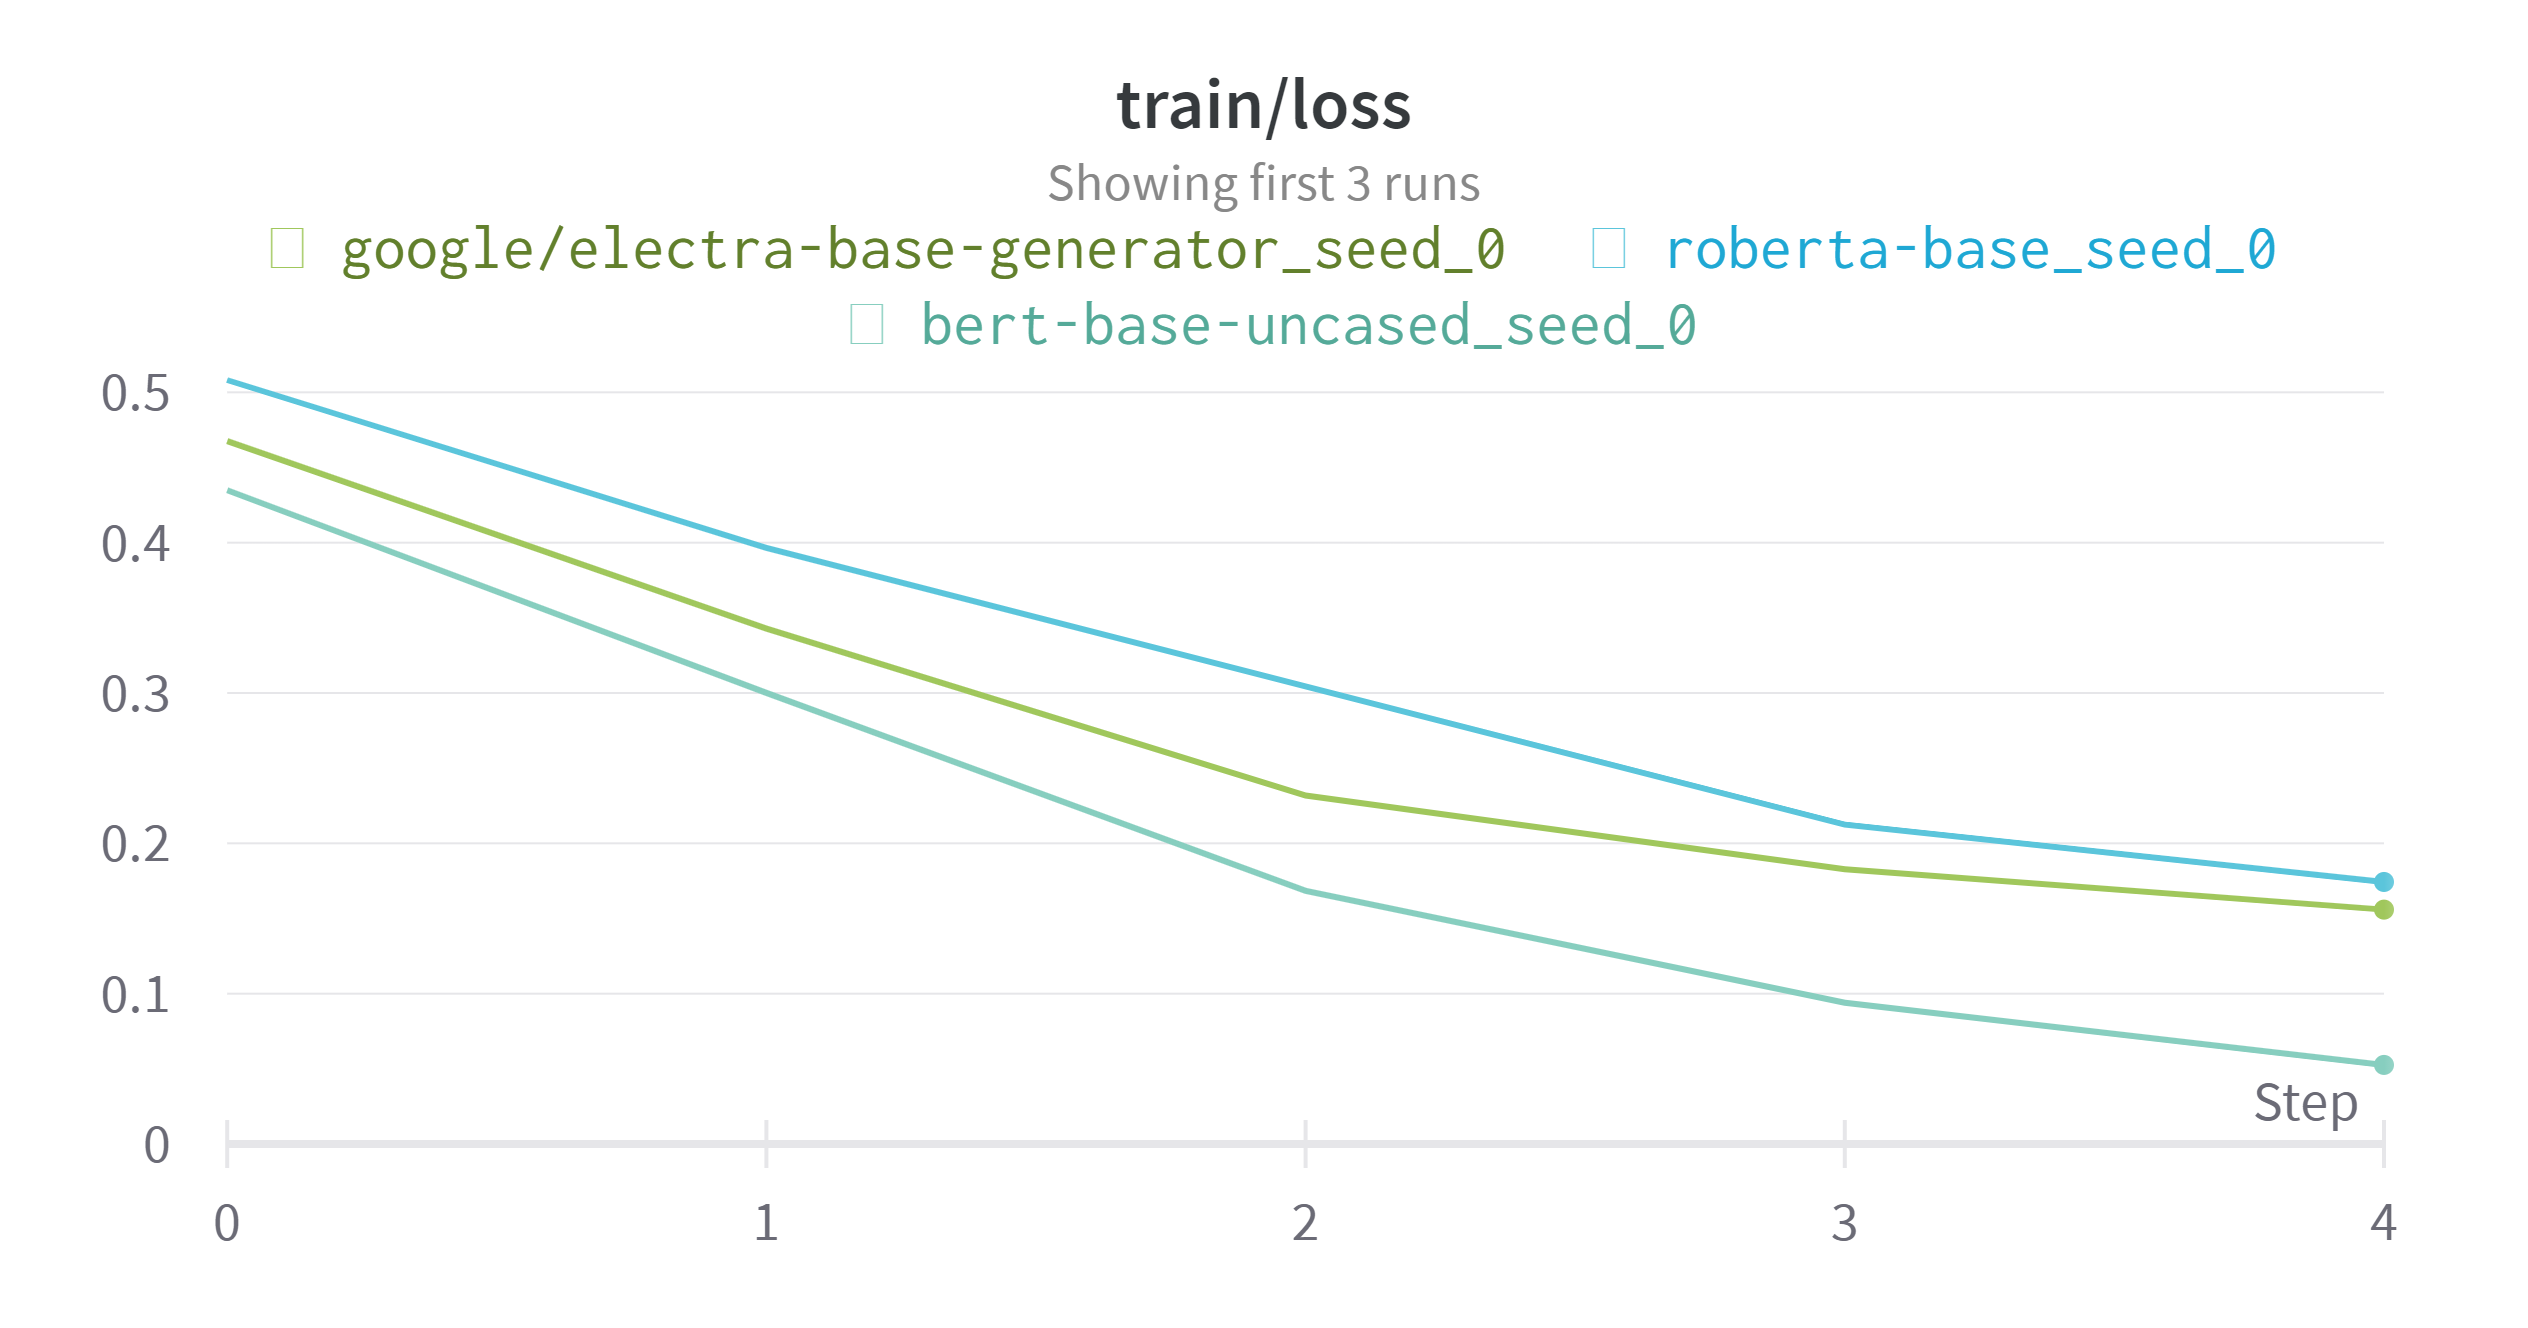 train/loss
Showing first 3 runs
google/electra-base-generator_seed_0 roberta-base_seed_0
bert-base-uncased_seed_0
0.5
0.4
0.3
0.2
0.1
Step
0
0 1 2 3 4